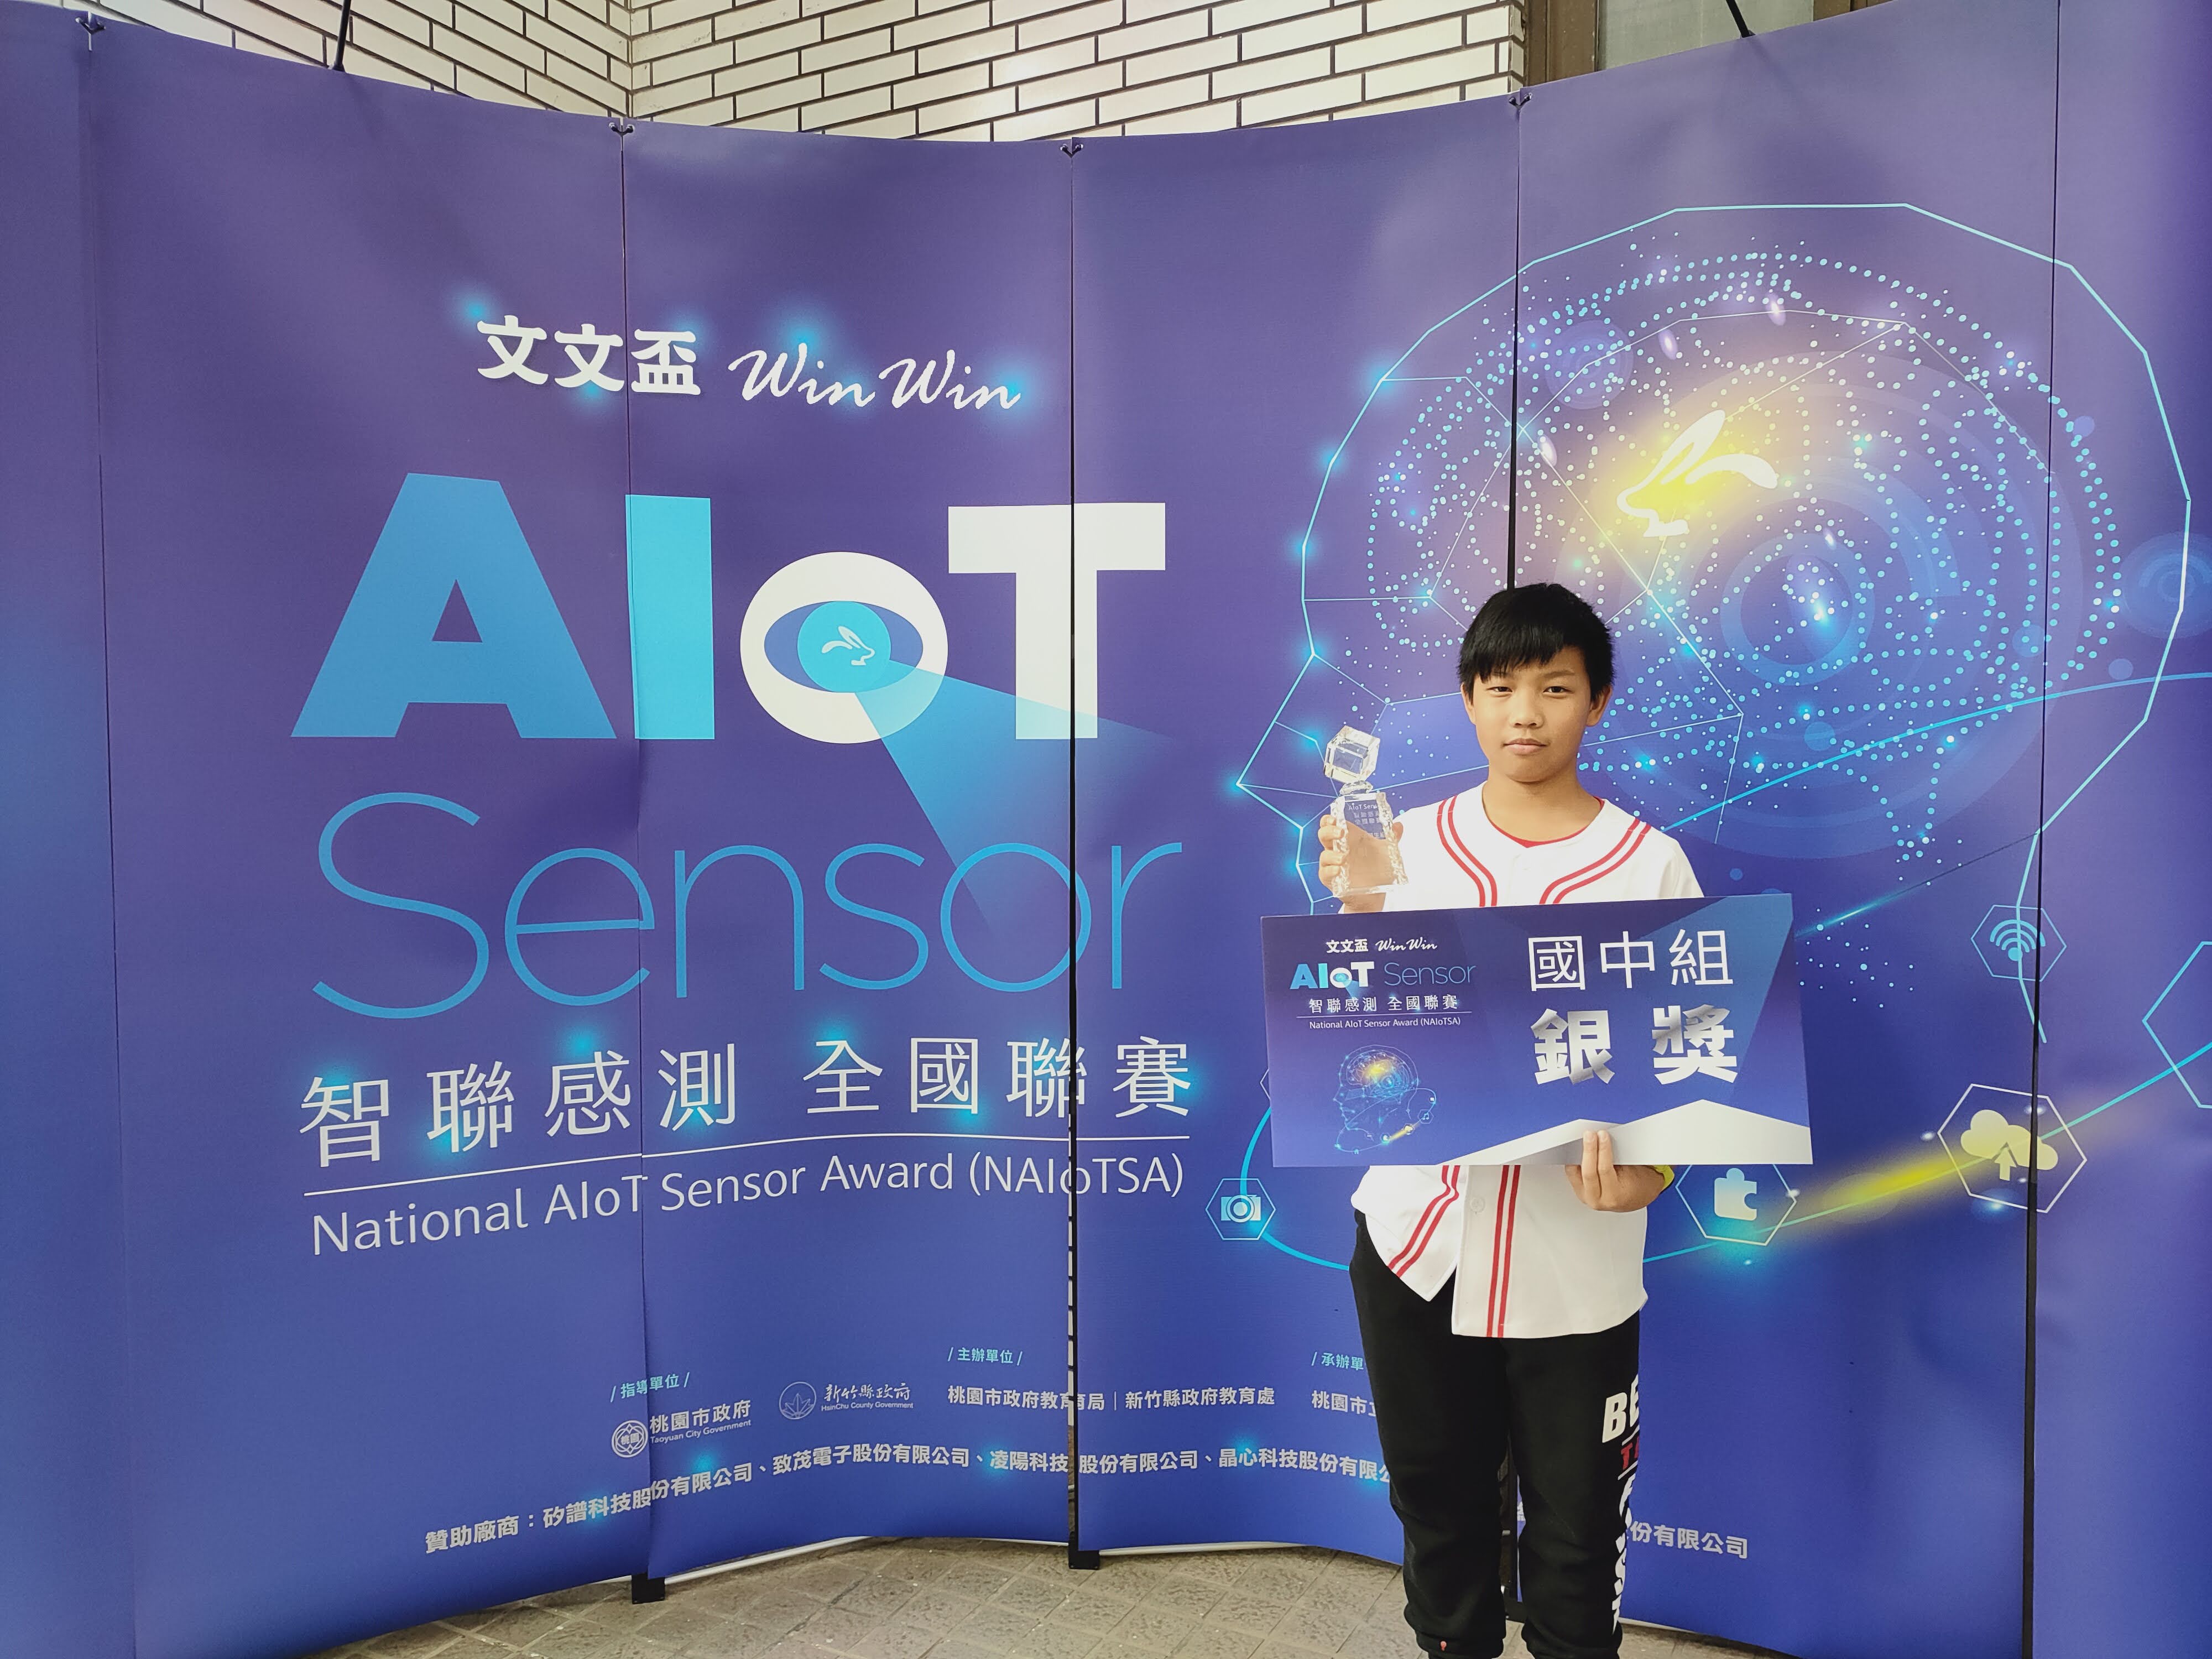 文文盃 Win Win
AIoT
Sensor
智聯感測 全國聯賽
National AIoT Sensor Award (NAIoTSA)
/ 指導單位 /
桃園市政府
Taoyuan City Government
新竹縣政府
HsinChu County Government
/ 主辦單位 /
桃園市政府教育局｜新竹縣政府教育處
/ 承辦單
桃園市立
贊助廠商：矽譜科技股份有限公司、致茂電子股份有限公司、凌陽科技股份有限公司、晶心科技股份有限公
份有限公司
AIoT Sen
文文盃 Win Win
AIoT Sensor
智聯感測 全國聯賽
National AIoT Sensor Award (NAIoTSA)
國中組
銀獎
BE